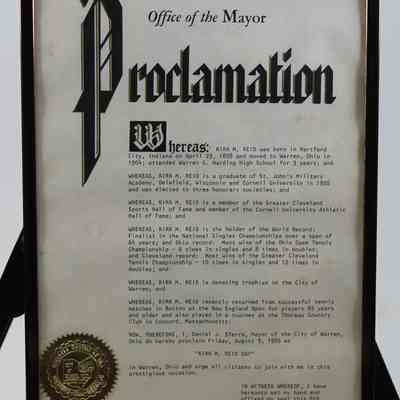 Office of the Mayor
Proclamation
Whereas: KIRK M. REID was born in Hartford
City, Indiana on April 23, and moved to Warren, Ohio in
attended Warren G. Harding High School for 3 years; and
WHEREAS, KIRK M. REID is a graduate of St. John's Military
Academy, Delafield, Wisconsin and Cornell University in
and was elected to three honorary societies; and
WHEREAS, KIRK M. REID is a member of the Greater Cleveland
Sports Hall of Fame and member of the Cornell University Athletic
Hall of Fame; and
WHEREAS, KIRK M. REID is the holder of the World Record:
Finalist in the National Singles Championships over a span of
years; and Ohio record: Most wins of the Ohio Open Tennis
Championship - 6 times in singles and 8 times in doubles;
and Cleveland record: Most wins of the Greater Cleveland
Tennis Championship - 10 times in singles and 13 times in
doubles; and
WHEREAS, KIRK M. REID is donating trophies to the City of
Warren; and
WHEREAS, KIRK M. REID recently returned from successful tennis
matches in Boston at the New England Open for players 85 years
and older and also played in a number at the Thoreau Country
Club in Concord, Massachusetts;
NOW, THEREFORE, I, Daniel J. Sferra, Mayor of the City of Warren,
Ohio do hereby proclaim Friday, August 9, as
"KIRK M. REID DAY"
in Warren, Ohio and urge all citizens to join with me in this
prestigious occasion.
IN WITNESS WHEREOF, I have
hereunto set my hand and